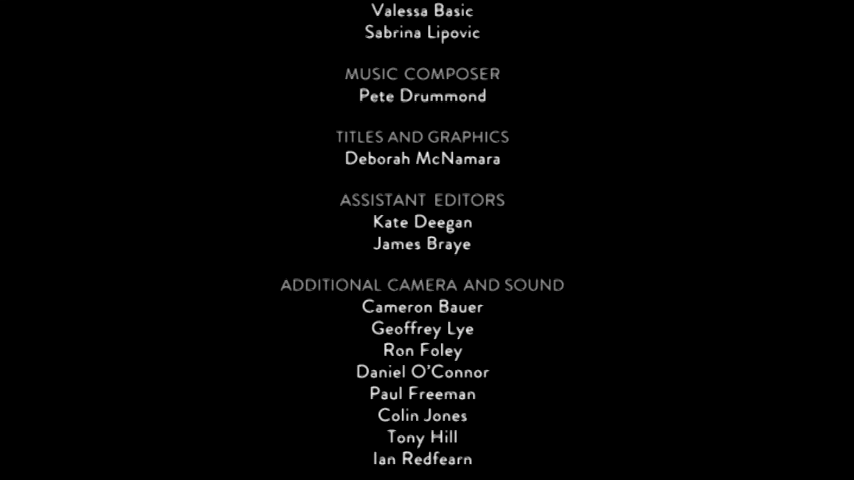 Valessa Basic
Sabrina Lipovic
MUSIC COMPOSER
Pete Drummond
TITLES AND GRAPHICS
Deborah McNamara
ASSISTANT EDITORS
Kate Deegan
James Braye
ADDITIONAL CAMERA AND SOUND
Cameron Bauer
Geoffrey Lye
Ron Foley
Daniel O'Connor
Paul Freeman
Colin Jones
Tony Hill
Ian Redfearn